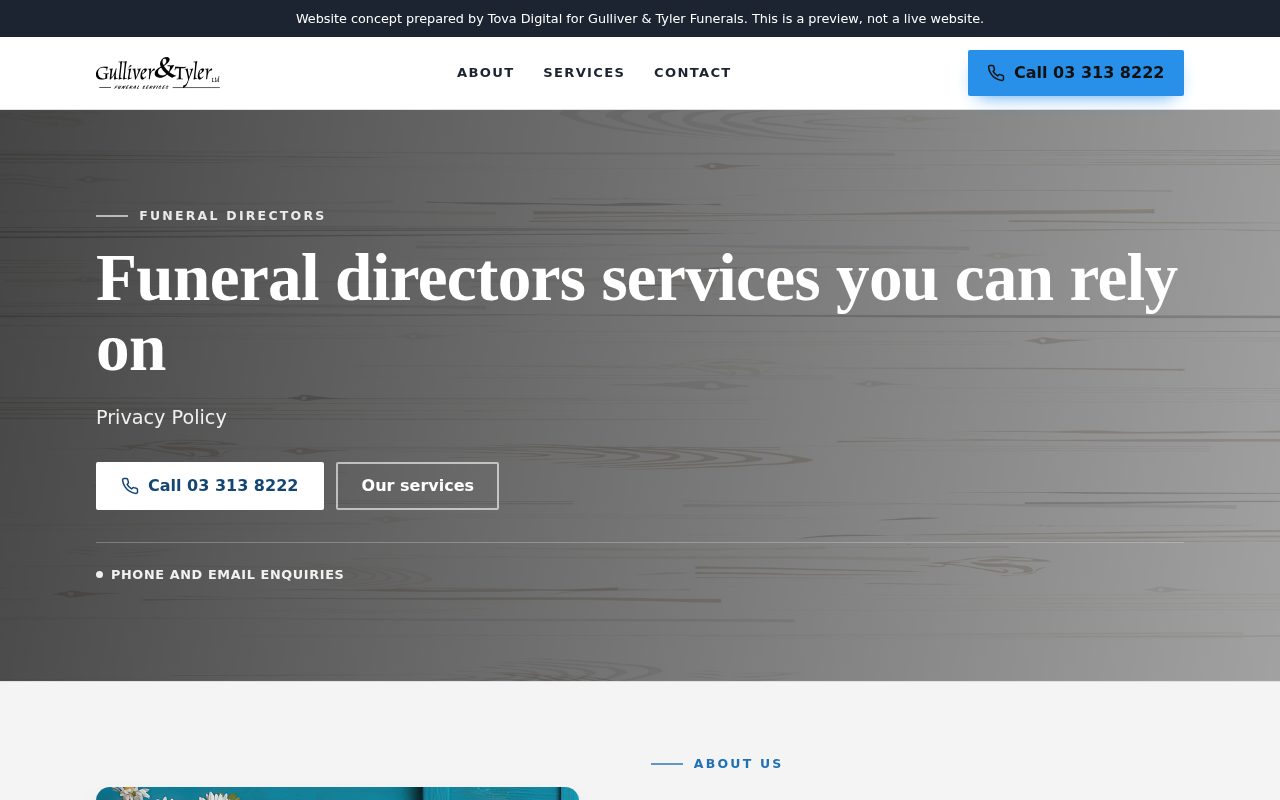 Website concept prepared by Tova Digital for Gulliver & Tyler Funerals. This is a preview, not a live website.
Gulliver & Tyler Ltd
FUNERAL SERVICES
ABOUT
SERVICES
CONTACT
Call 03 313 8222
FUNERAL DIRECTORS
Funeral directors services you can rely
on
Privacy Policy
Call 03 313 8222
Our services
PHONE AND EMAIL ENQUIRIES
ABOUT US